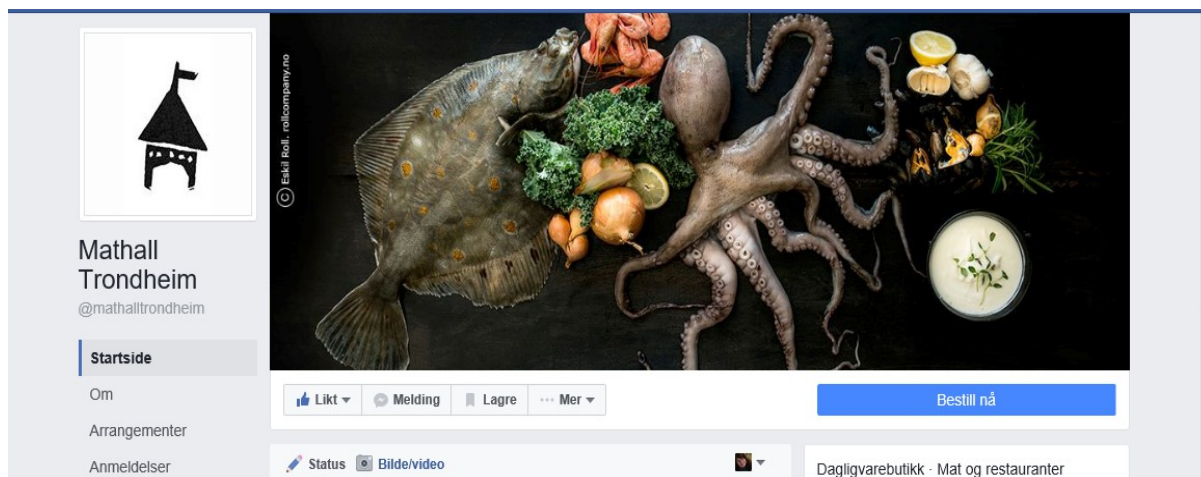 © Eskil Roll. rollcompany.no
Mathall
Trondheim
@mathalltrondheim
Startside
Om
Arrangementer
Anmeldelser
Likt
Melding
Lagre
··· Mer
Bestill nå
Status
Bilde/video
Dagligvarebutikk · Mat og restauranter